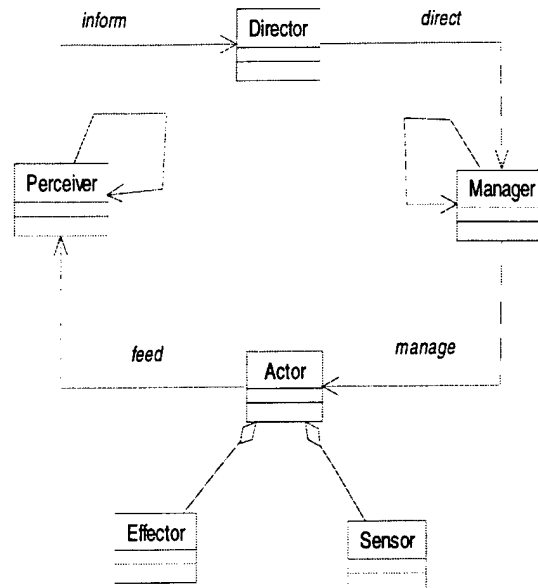 inform
Director
direct
Perceiver
Manager
feed
manage
Actor
Effector
Sensor